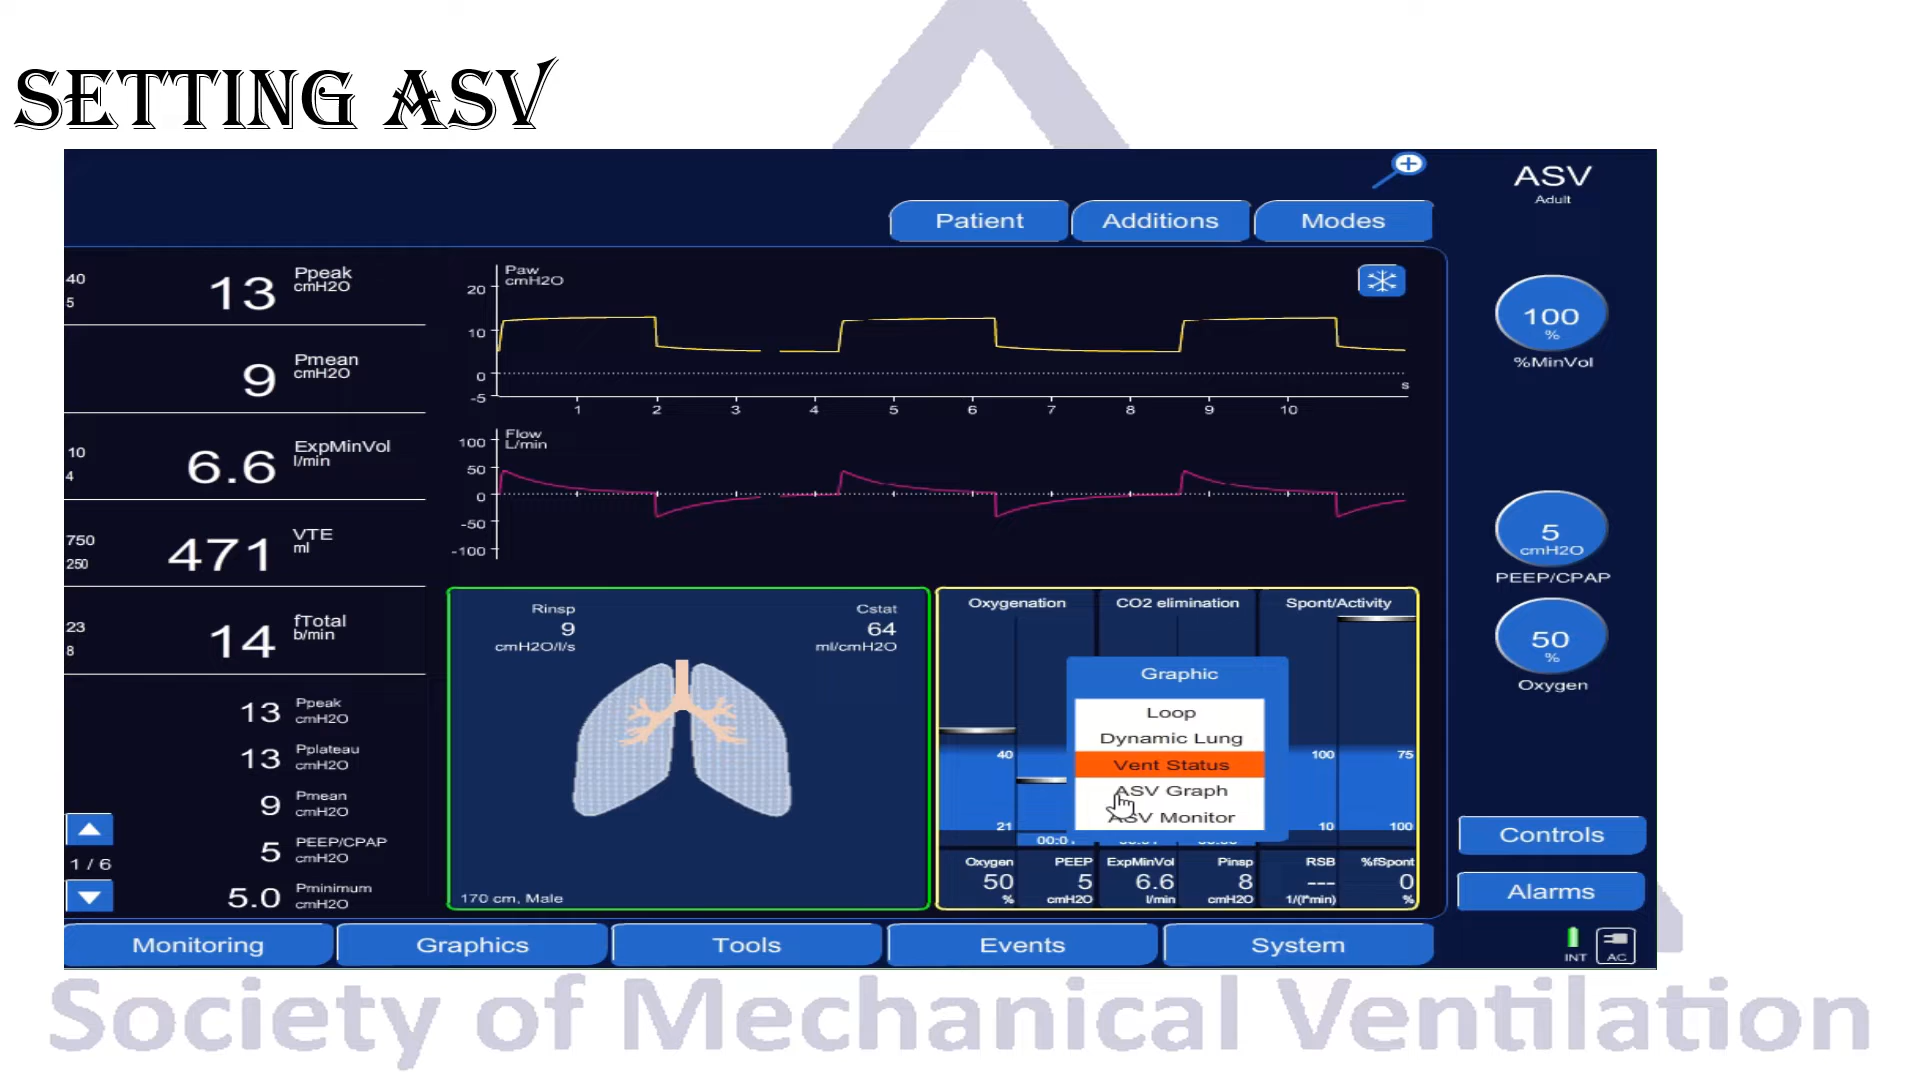 SETTING ASV
ASV
Adult
Patient
Additions
Modes
40
5
13
Ppeak
cmH2O
9
Pmean
cmH2O
10
4
6.6
ExpMinVol
l/min
750
250
471
VTE
ml
23
8
14
fTotal
b/min
13
Ppeak
cmH2O
13
Pplateau
cmH2O
9
Pmean
cmH2O
5
PEEP/CPAP
cmH2O
5.0
Pminimum
cmH2O
1 / 6
Paw
cmH2O
20
10
0
-5
s
1 2 3 4 5 6 7 8 9 10
Flow
L/min
100
50
0
-50
-100
Rinsp
9
cmH2O/l/s
Cstat
64
ml/cmH2O
170 cm, Male
Oxygenation CO2 elimination Spont/Activity
Graphic
Loop
Dynamic Lung
Vent Status
ASV Graph
ASV Monitor
40 100 75
21 10 100
Oxygen PEEP ExpMinVol Pinsp RSB %fSpont
50 5 6.6 8 --- 0
% cmH2O l/min cmH2O 1/(l*min) %
100
%
%MinVol
5
cmH2O
PEEP/CPAP
50
%
Oxygen
Controls
Alarms
INT AC
Monitoring
Graphics
Tools
Events
System
Society of Mechanical Ventilation